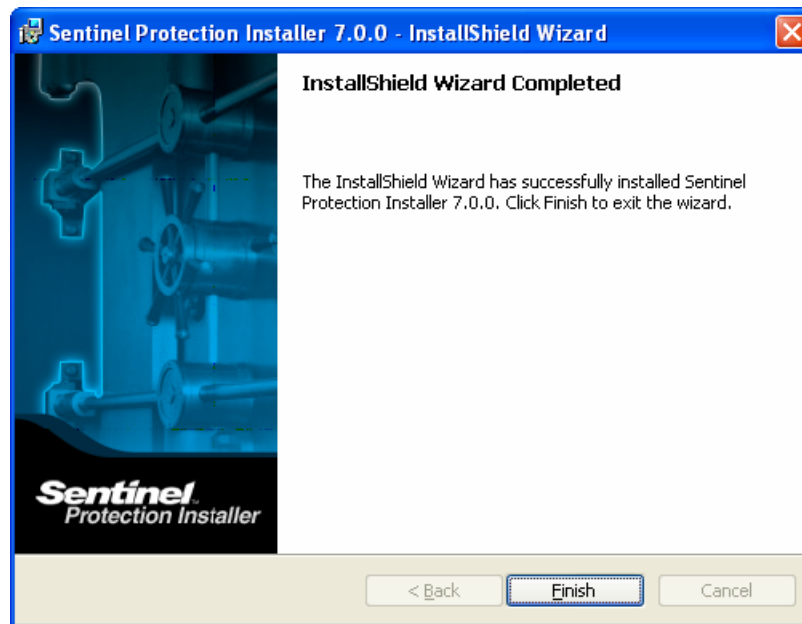 Sentinel Protection Installer 7.0.0 - InstallShield Wizard
InstallShield Wizard Completed
The InstallShield Wizard has successfully installed Sentinel
Protection Installer 7.0.0. Click Finish to exit the wizard.
Sentinel™
Protection Installer
< Back
Finish
Cancel